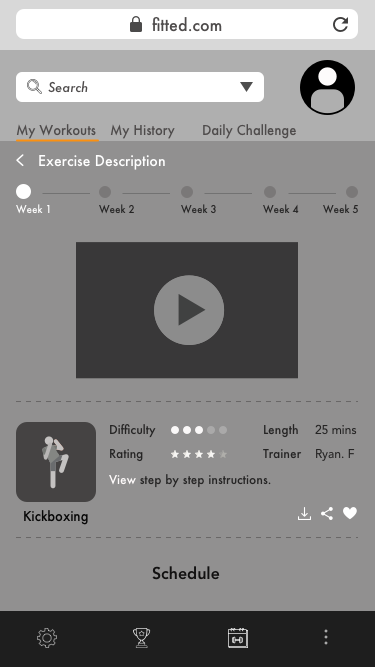 fitted.com
Search
My Workouts My History Daily Challenge
Exercise Description
Week 1 Week 2 Week 3 Week 4 Week 5
Difficulty Length 25 mins
Rating Trainer Ryan. F
View step by step instructions.
Kickboxing
Schedule